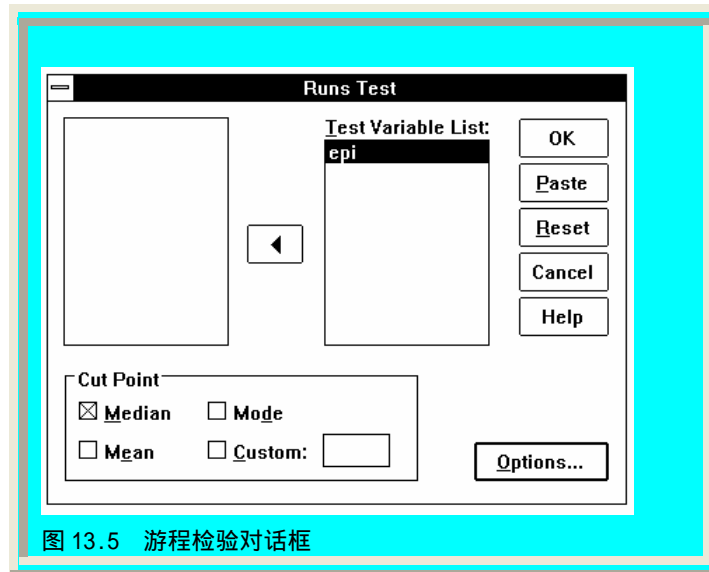 Runs Test
Test Variable List:
epi
OK
Paste
Reset
Cancel
Help
Cut Point
Median
Mode
Mean
Custom:
Options...
图 13.5 游程检验对话框